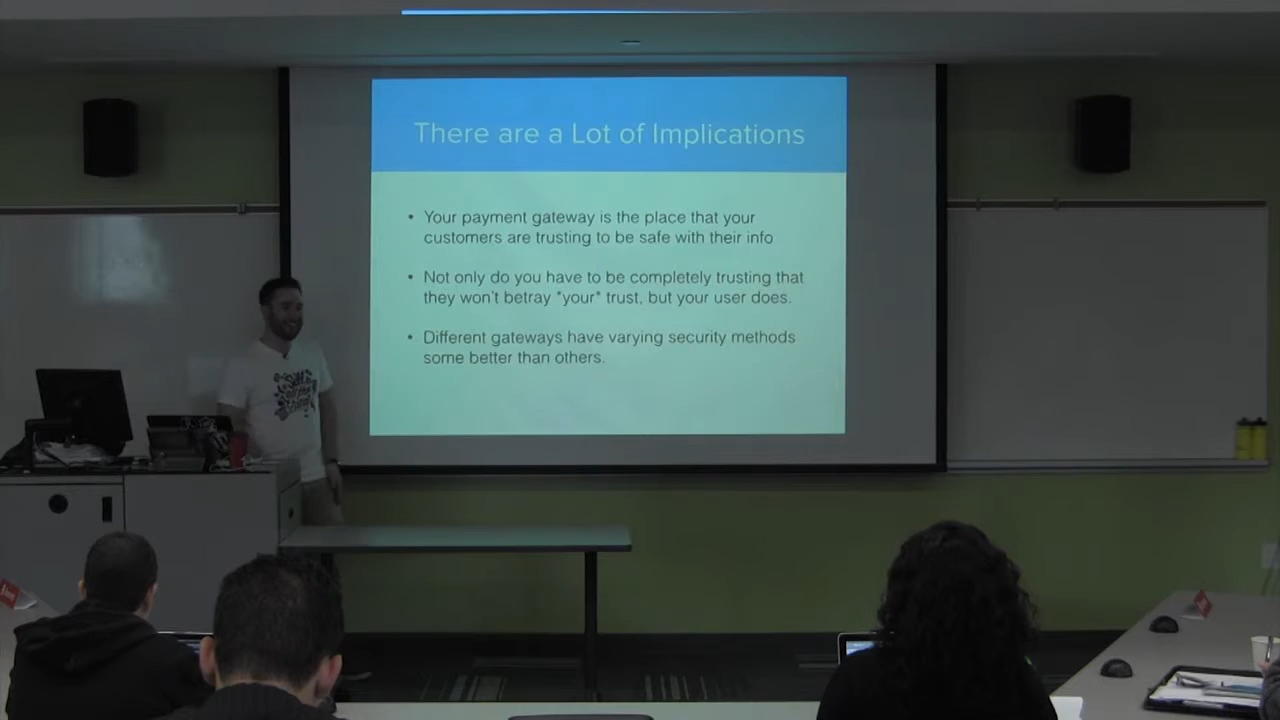 There are a Lot of Implications
• Your payment gateway is the place that your
customers are trusting to be safe with their info
• Not only do you have to be completely trusting that
they won't betray *your* trust, but your user does.
• Different gateways have varying security methods
some better than others.